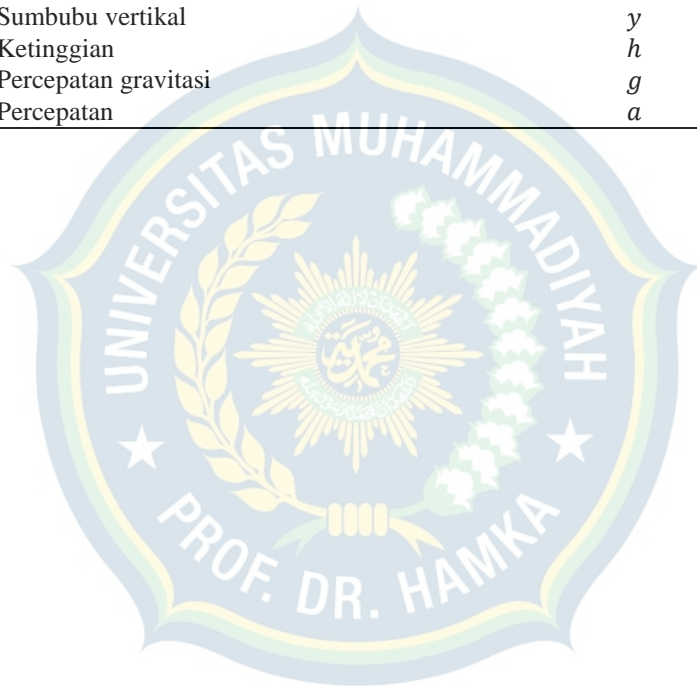 Sumbubu vertikal y
Ketinggian h
Percepatan gravitasi g
Percepatan a
UNIVERSITAS MUHAMMADIYAH
PROF. DR. HAMKA